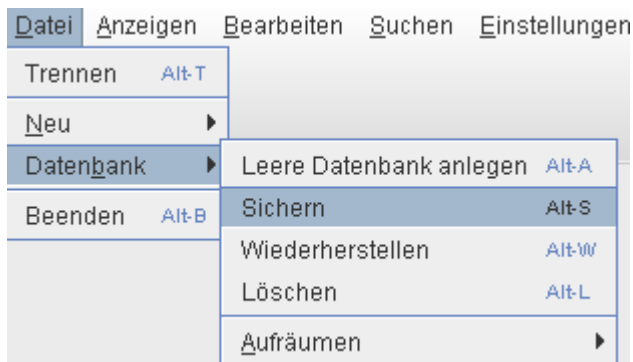 Datei Anzeigen Bearbeiten Suchen Einstellungen
Trennen Alt-T
Neu
Datenbank
Beenden Alt-B
Leere Datenbank anlegen Alt-A
Sichern Alt-S
Wiederherstellen Alt-W
Löschen Alt-L
Aufräumen